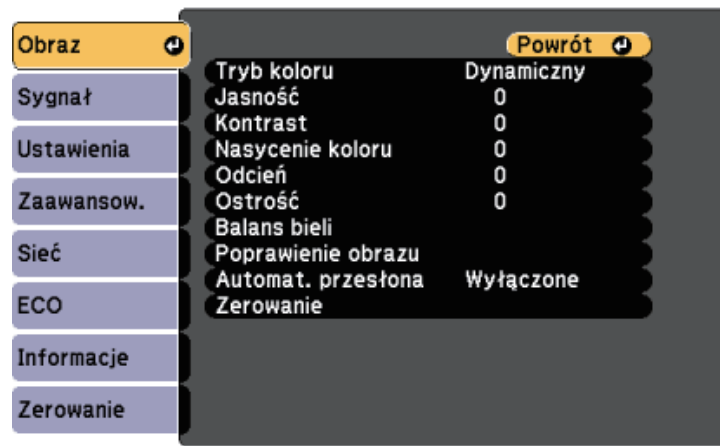 Obraz
Sygnał
Ustawienia
Zaawansow.
Sieć
ECO
Informacje
Zerowanie
Powrót
Tryb koloru Dynamiczny
Jasność 0
Kontrast 0
Nasycenie koloru 0
Odcień 0
Ostrość 0
Balans bieli
Poprawienie obrazu
Automat. przesłona Wyłączone
Zerowanie